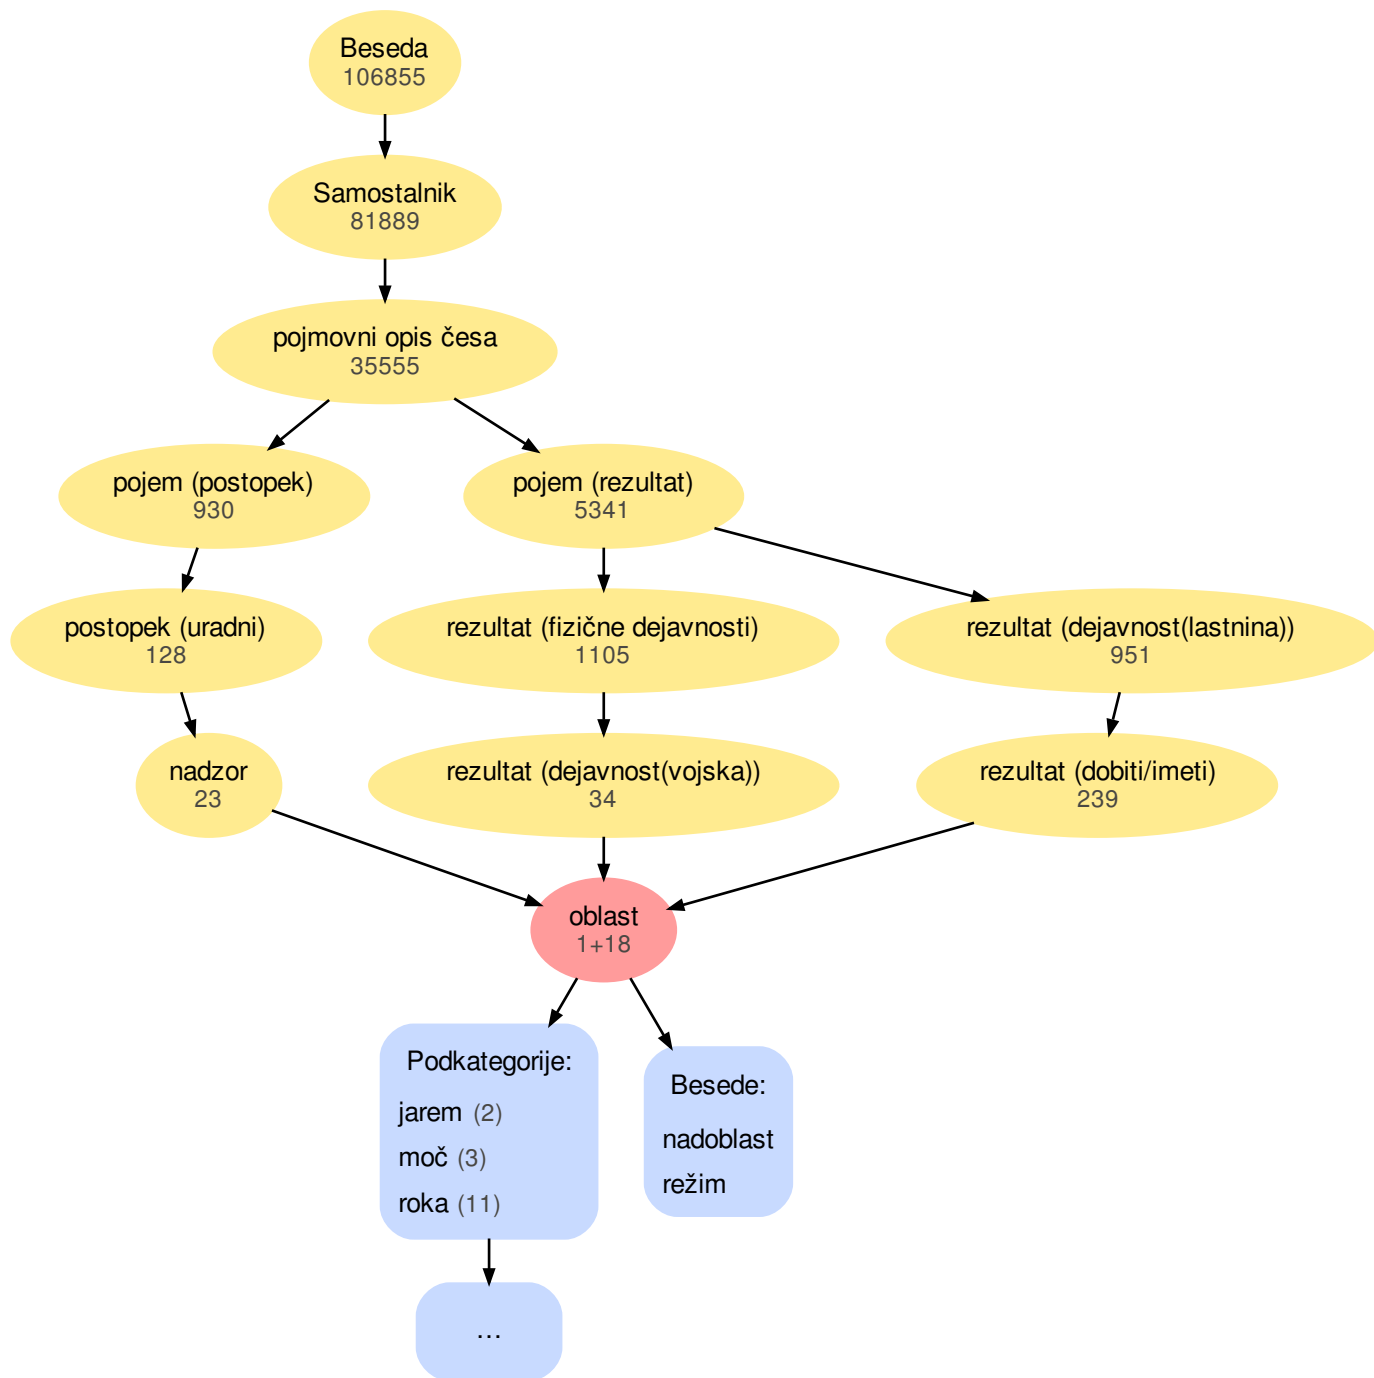 Beseda
106855
Samostalnik
81889
pojmovni opis česa
35555
pojem (postopek)
930
pojem (rezultat)
5341
postopek (uradni)
128
rezultat (fizične dejavnosti)
1105
rezultat (dejavnost(lastnina))
951
nadzor
23
rezultat (dejavnost(vojska))
34
rezultat (dobiti/imeti)
239
oblast
1+18
Podkategorije:
jarem (2)
moč (3)
roka (11)
Besede:
nadoblast
režim
...